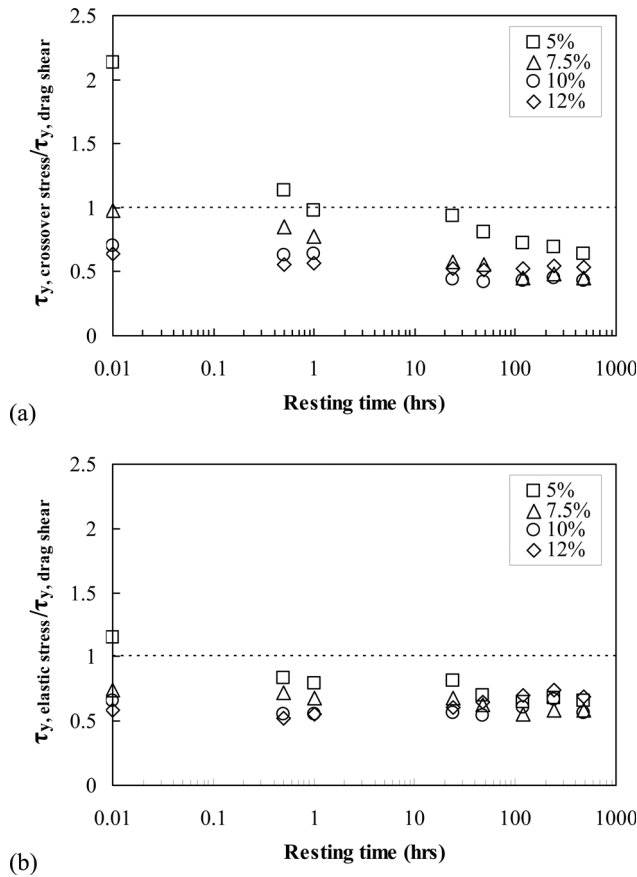 2.5
2
1.5
1
0.5
0
τy, crossover stress/τy, drag shear
5%
7.5%
10%
12%
0.01 0.1 1 10 100 1000
Resting time (hrs)
(a)
2.5
2
1.5
1
0.5
0
τy, elastic stress/τy, drag shear
5%
7.5%
10%
12%
0.01 0.1 1 10 100 1000
Resting time (hrs)
(b)